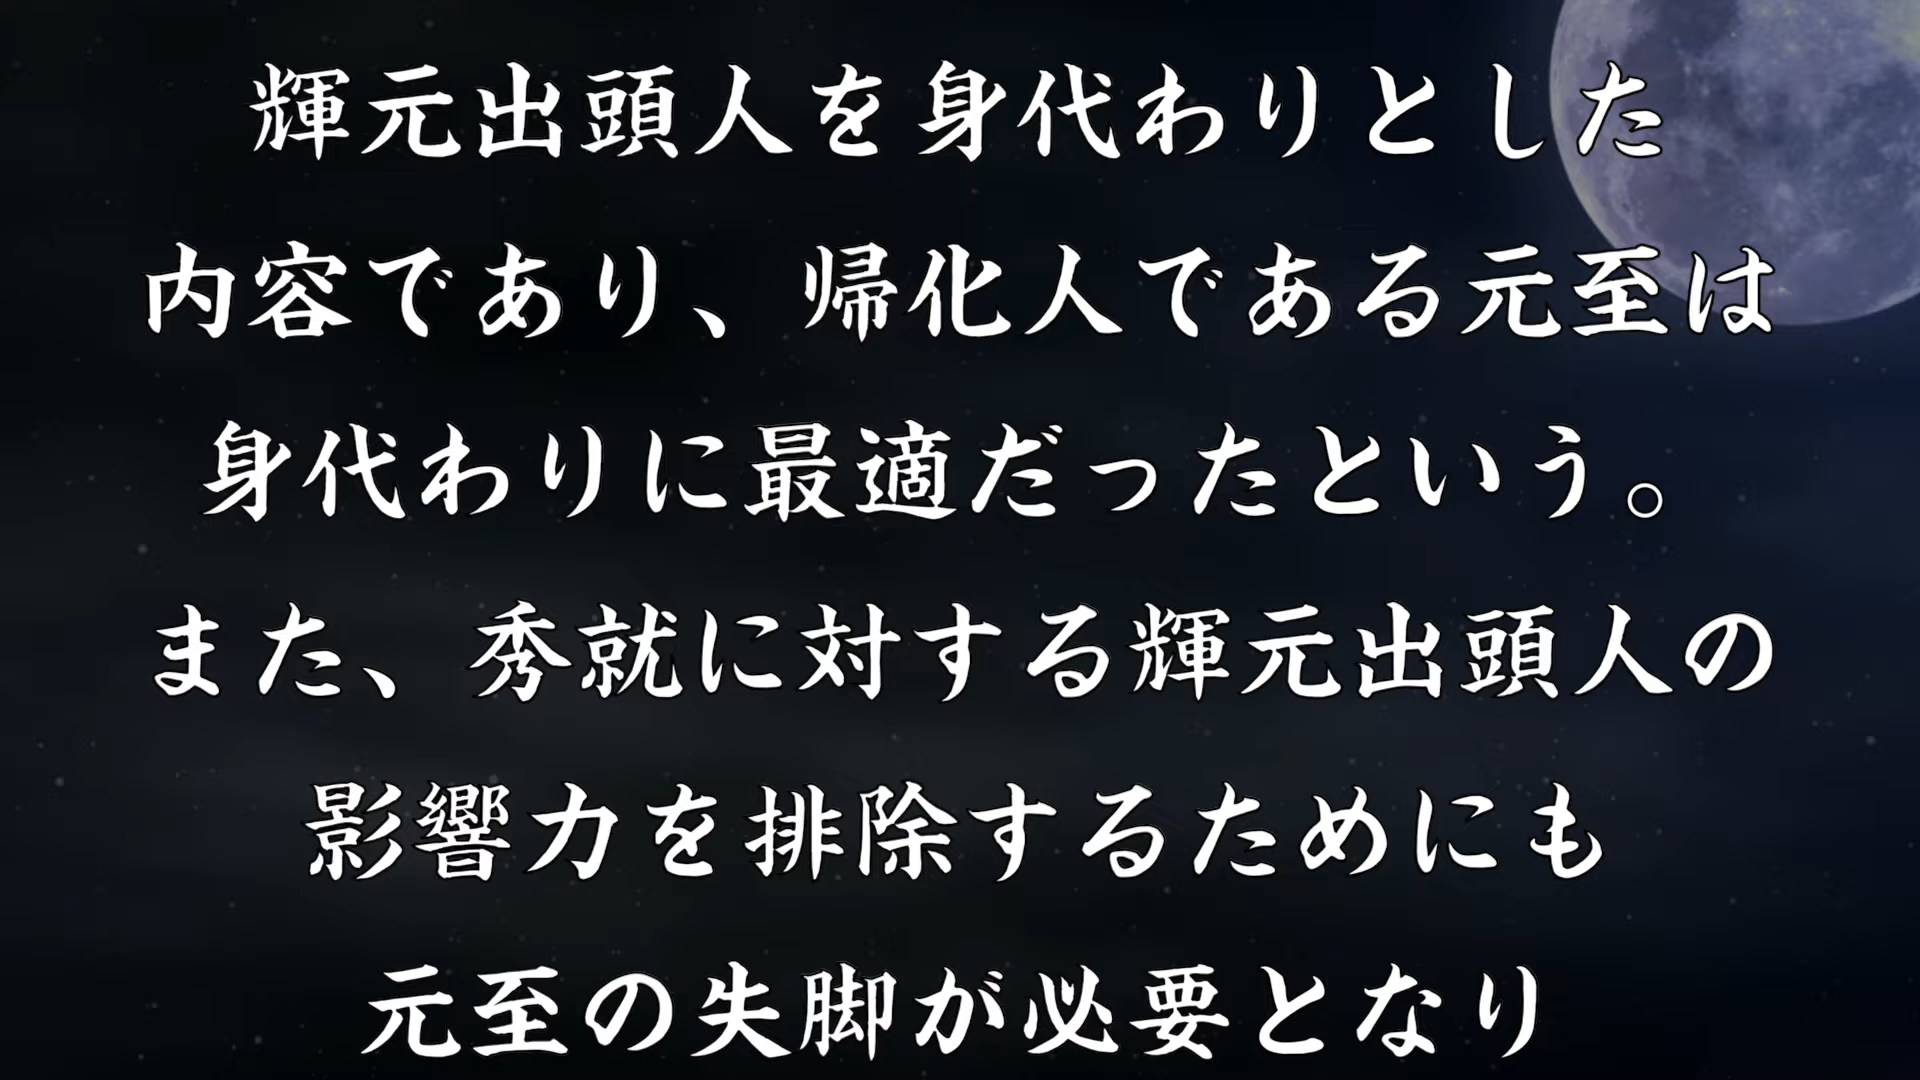 輝元出頭人を身代わりとした
内容であり、帰化人である元至は
身代わりに最適だったという。
また、秀就に対する輝元出頭人の
影響力を排除するためにも
元至の失脚が必要となり